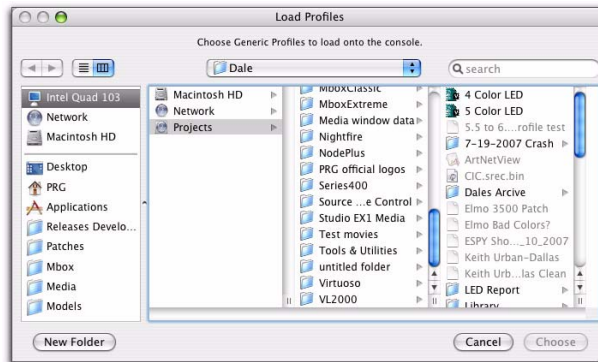 Load Profiles
Choose Generic Profiles to load onto the console.
Dale
search
Intel Quad 103
Network
Macintosh HD
Desktop
PRG
Applications
Releases Develo...
Patches
Mbox
Media
Models
Macintosh HD
Network
Projects
MboxClassic
MboxExtreme
Media window data
Nightfire
NodePlus
PRG official logos
Series400
Source ...e Control
Studio EX1 Media
Test movies
Tools & Utilities
untitled folder
Virtuoso
VL2000
4 Color LED
5 Color LED
5.5 to 6....rofile test
7-19-2007 Crash
ArtNetView
CIC.srec.bin
Dales Arcive
Elmo 3500 Patch
Elmo Bad Colors?
ESPY Sho..._10_2007
Keith Urban-Dallas
Keith Urb...las Clean
LED Report
Library
New Folder
Cancel
Choose